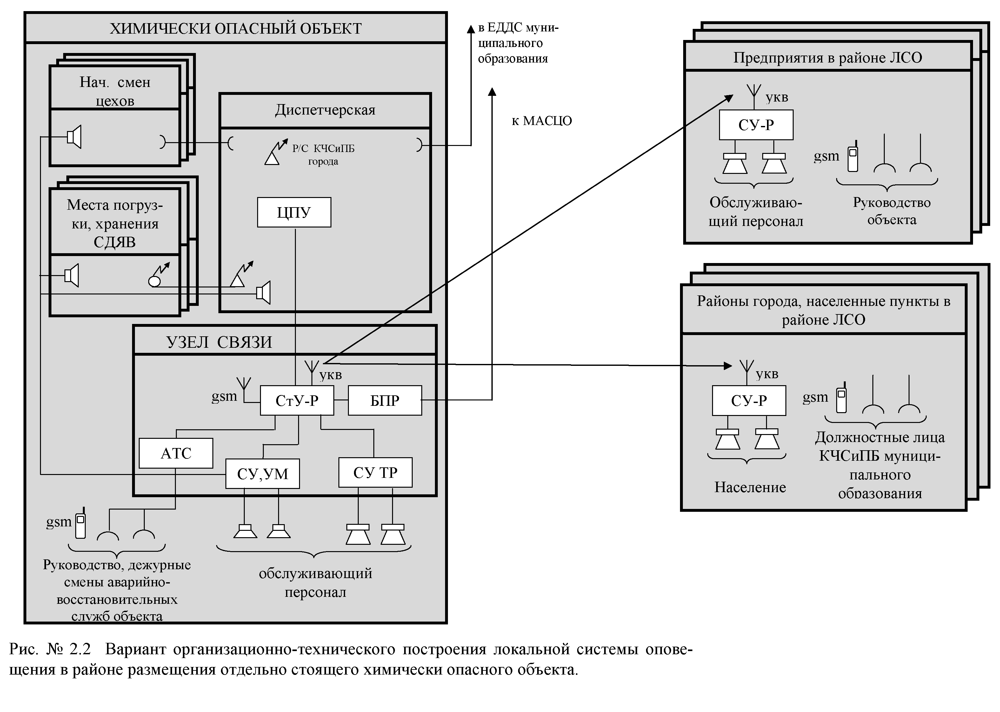 ХИМИЧЕСКИ ОПАСНЫЙ ОБЪЕКТ
Нач. смен
цехов
Диспетчерская
Р/С КЧСиПБ
города
ЦПУ
Места погруз-
ки, хранения
СДЯВ
УЗЕЛ СВЯЗИ
укв
gsm
СтУ-Р
БПР
АТС
СУ,УМ
СУ ТР
gsm
Руководство, дежурные
смены аварийно-
восстановительных
служб объекта
обслуживающий
персонал
в ЕДДС муни-
ципального
образования
к МАСЦО
Предприятия в районе ЛСО
укв
СУ-Р
gsm
Обслуживаю-
щий персонал
Руководство
объекта
Районы города, населенные пункты в
районе ЛСО
укв
СУ-Р
gsm
Население
Должностные лица
КЧСиПБ муници-
пального
образования
Рис. № 2.2 Вариант организационно-технического построения локальной системы опове-
щения в районе размещения отдельно стоящего химически опасного объекта.